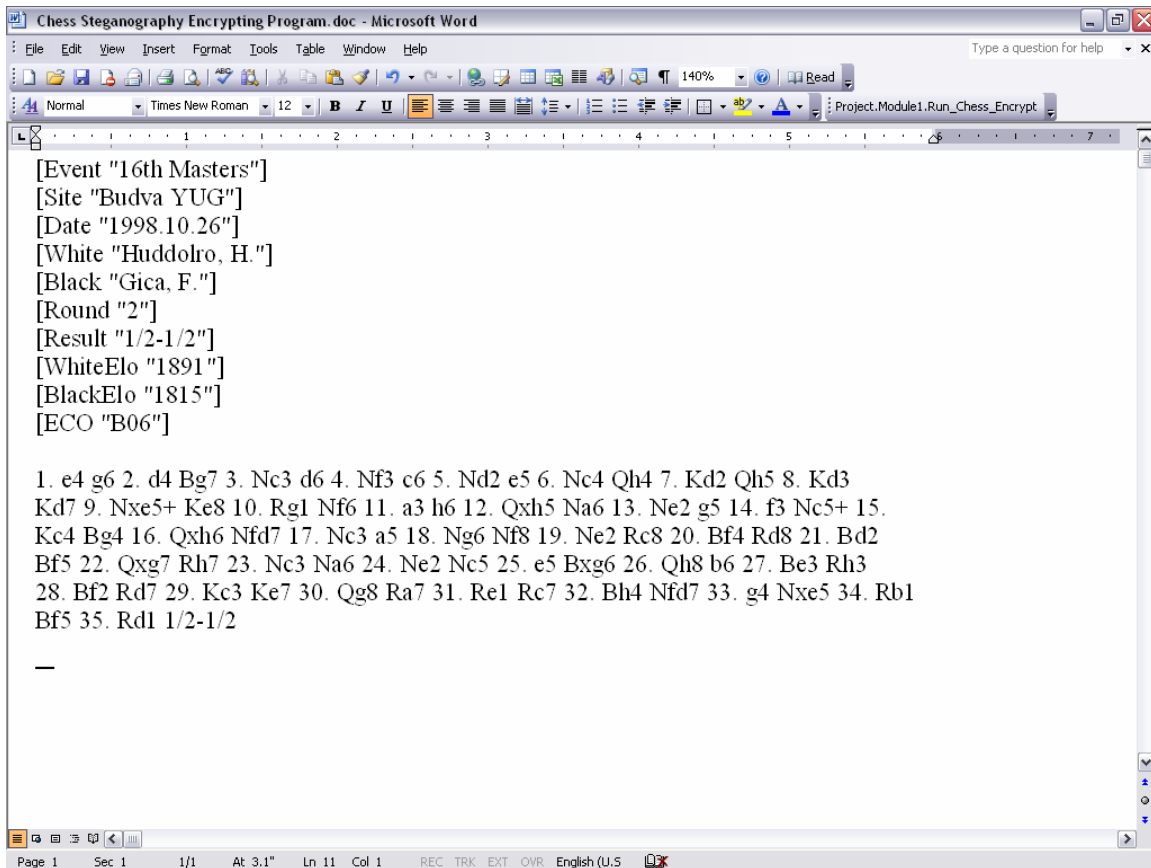 Chess Steganography Encrypting Program.doc - Microsoft Word
File Edit View Insert Format Tools Table Window Help Type a question for help
140% Read
Normal Times New Roman 12 B I U Project.Module1.Run_Chess_Encrypt
1 2 3 4 5 6 7
[Event "16th Masters"]
[Site "Budva YUG"]
[Date "1998.10.26"]
[White "Huddolro, H."]
[Black "Gica, F."]
[Round "2"]
[Result "1/2-1/2"]
[WhiteElo "1891"]
[BlackElo "1815"]
[ECO "B06"]
1. e4 g6 2. d4 Bg7 3. Nc3 d6 4. Nf3 c6 5. Nd2 e5 6. Nc4 Qh4 7. Kd2 Qh5 8. Kd3
Kd7 9. Nxe5+ Ke8 10. Rg1 Nf6 11. a3 h6 12. Qxh5 Na6 13. Ne2 g5 14. f3 Nc5+ 15.
Kc4 Bg4 16. Qxh6 Nfd7 17. Nc3 a5 18. Ng6 Nf8 19. Ne2 Rc8 20. Bf4 Rd8 21. Bd2
Bf5 22. Qxg7 Rh7 23. Nc3 Na6 24. Ne2 Nc5 25. e5 Bxg6 26. Qh8 b6 27. Be3 Rh3
28. Bf2 Rd7 29. Kc3 Ke7 30. Qg8 Ra7 31. Re1 Rc7 32. Bh4 Nfd7 33. g4 Nxe5 34. Rb1
Bf5 35. Rd1 1/2-1/2
Page 1 Sec 1 1/1 At 3.1" Ln 11 Col 1 REC TRK EXT OVR English (U.S